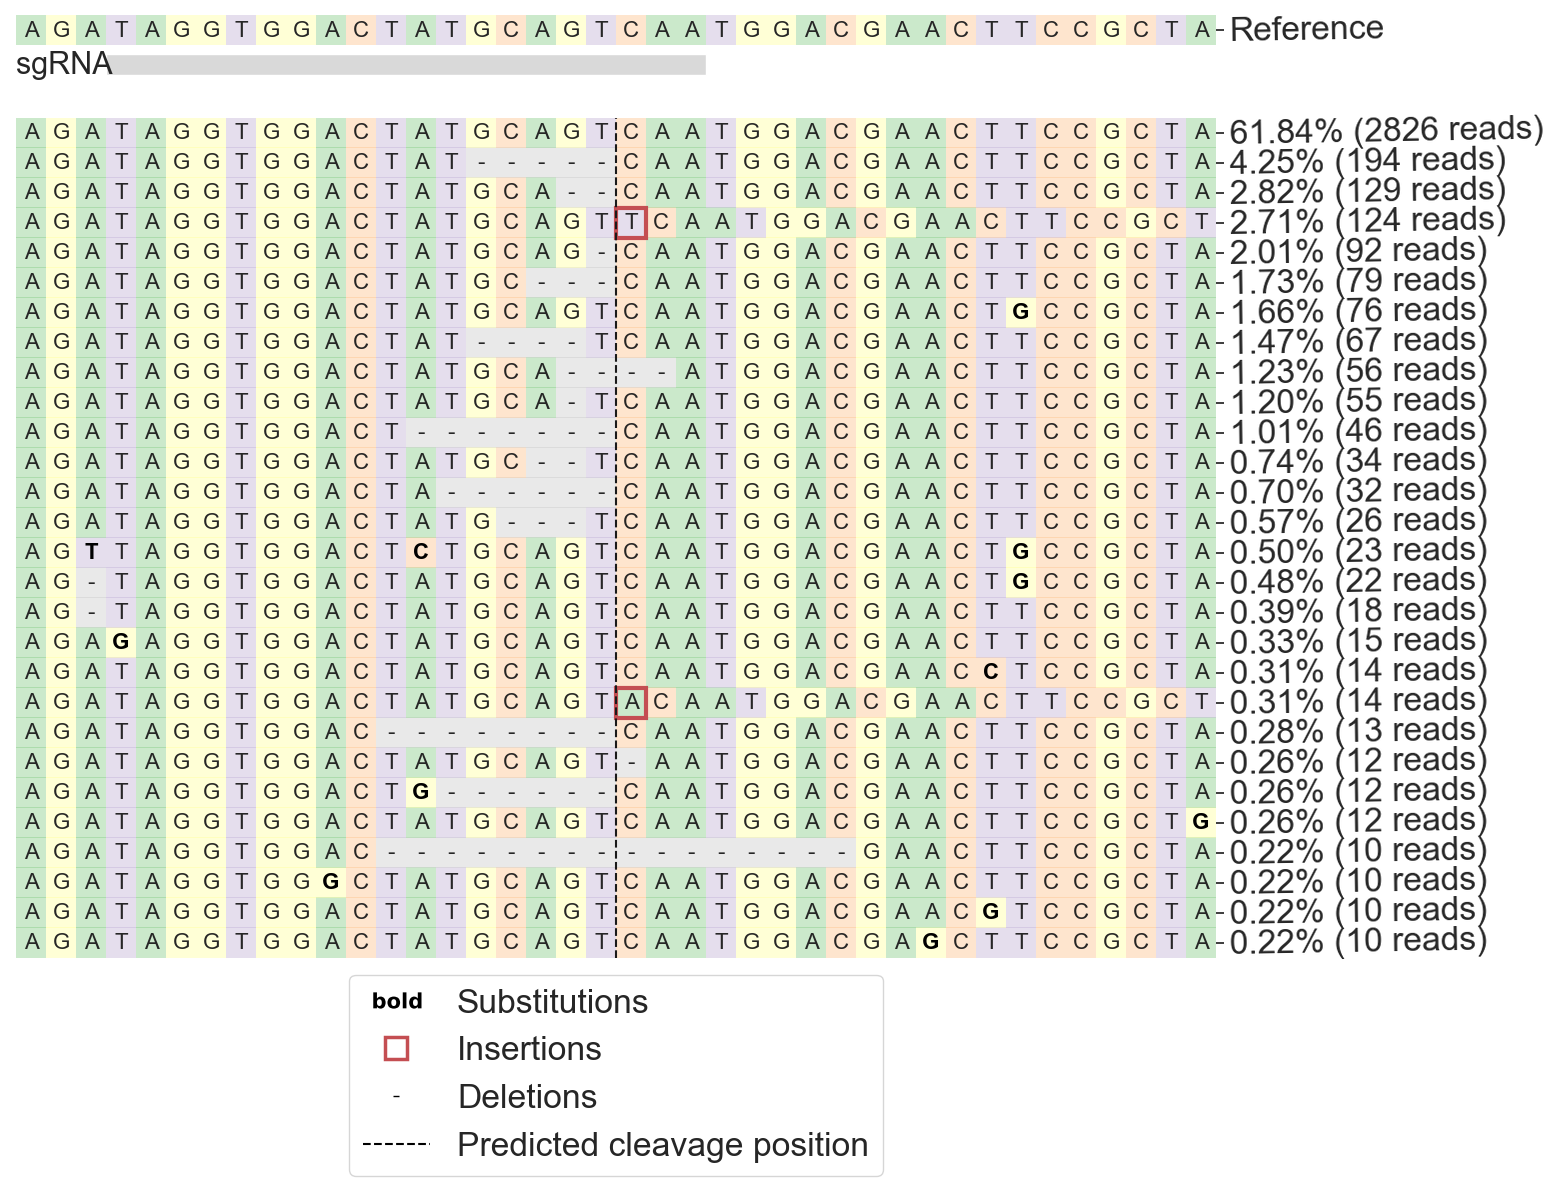 A G A T A G G T G G A C T A T G C A G T C A A T G G A C G A A C T T C C G C T A Reference
sgRNA
A G A T A G G T G G A C T A T G C A G T C A A T G G A C G A A C T T C C G C T A 61.84% (2826 reads)
A G A T A G G T G G A C T A T - - - - - C A A T G G A C G A A C T T C C G C T A 4.25% (194 reads)
A G A T A G G T G G A C T A T G C A - - C A A T G G A C G A A C T T C C G C T A 2.82% (129 reads)
A G A T A G G T G G A C T A T G C A G T T C A A T G G A C G A A C T T C C G C T 2.71% (124 reads)
A G A T A G G T G G A C T A T G C A G - C A A T G G A C G A A C T T C C G C T A 2.01% (92 reads)
A G A T A G G T G G A C T A T G C - - - C A A T G G A C G A A C T T C C G C T A 1.73% (79 reads)
A G A T A G G T G G A C T A T G C A G T C A A T G G A C G A A C T G C C G C T A 1.66% (76 reads)
A G A T A G G T G G A C T A T - - - - T C A A T G G A C G A A C T T C C G C T A 1.47% (67 reads)
A G A T A G G T G G A C T A T G C A - - - - A T G G A C G A A C T T C C G C T A 1.23% (56 reads)
A G A T A G G T G G A C T A T G C A - T C A A T G G A C G A A C T T C C G C T A 1.20% (55 reads)
A G A T A G G T G G A C T - - - - - - - C A A T G G A C G A A C T T C C G C T A 1.01% (46 reads)
A G A T A G G T G G A C T A T G C - - T C A A T G G A C G A A C T T C C G C T A 0.74% (34 reads)
A G A T A G G T G G A C T A - - - - - - C A A T G G A C G A A C T T C C G C T A 0.70% (32 reads)
A G A T A G G T G G A C T A T G - - - T C A A T G G A C G A A C T T C C G C T A 0.57% (26 reads)
A G T T A G G T G G A C T C T G C A G T C A A T G G A C G A A C T G C C G C T A 0.50% (23 reads)
A G - T A G G T G G A C T A T G C A G T C A A T G G A C G A A C T G C C G C T A 0.48% (22 reads)
A G - T A G G T G G A C T A T G C A G T C A A T G G A C G A A C T T C C G C T A 0.39% (18 reads)
A G A G A G G T G G A C T A T G C A G T C A A T G G A C G A A C T T C C G C T A 0.33% (15 reads)
A G A T A G G T G G A C T A T G C A G T C A A T G G A C G A A C C T C C G C T A 0.31% (14 reads)
A G A T A G G T G G A C T A T G C A G T A C A A T G G A C G A A C T T C C G C T 0.31% (14 reads)
A G A T A G G T G G A C - - - - - - - - C A A T G G A C G A A C T T C C G C T A 0.28% (13 reads)
A G A T A G G T G G A C T A T G C A G T - A A T G G A C G A A C T T C C G C T A 0.26% (12 reads)
A G A T A G G T G G A C T G - - - - - - C A A T G G A C G A A C T T C C G C T A 0.26% (12 reads)
A G A T A G G T G G A C T A T G C A G T C A A T G G A C G A A C T T C C G C T G 0.26% (12 reads)
A G A T A G G T G G A C - - - - - - - - - - - - - - - - G A A C T T C C G C T A 0.22% (10 reads)
A G A T A G G T G G G C T A T G C A G T C A A T G G A C G A A C T T C C G C T A 0.22% (10 reads)
A G A T A G G T G G A C T A T G C A G T C A A T G G A C G A A C G T C C G C T A 0.22% (10 reads)
A G A T A G G T G G A C T A T G C A G T C A A T G G A C G A G C T T C C G C T A 0.22% (10 reads)
bold Substitutions
Insertions
- Deletions
Predicted cleavage position